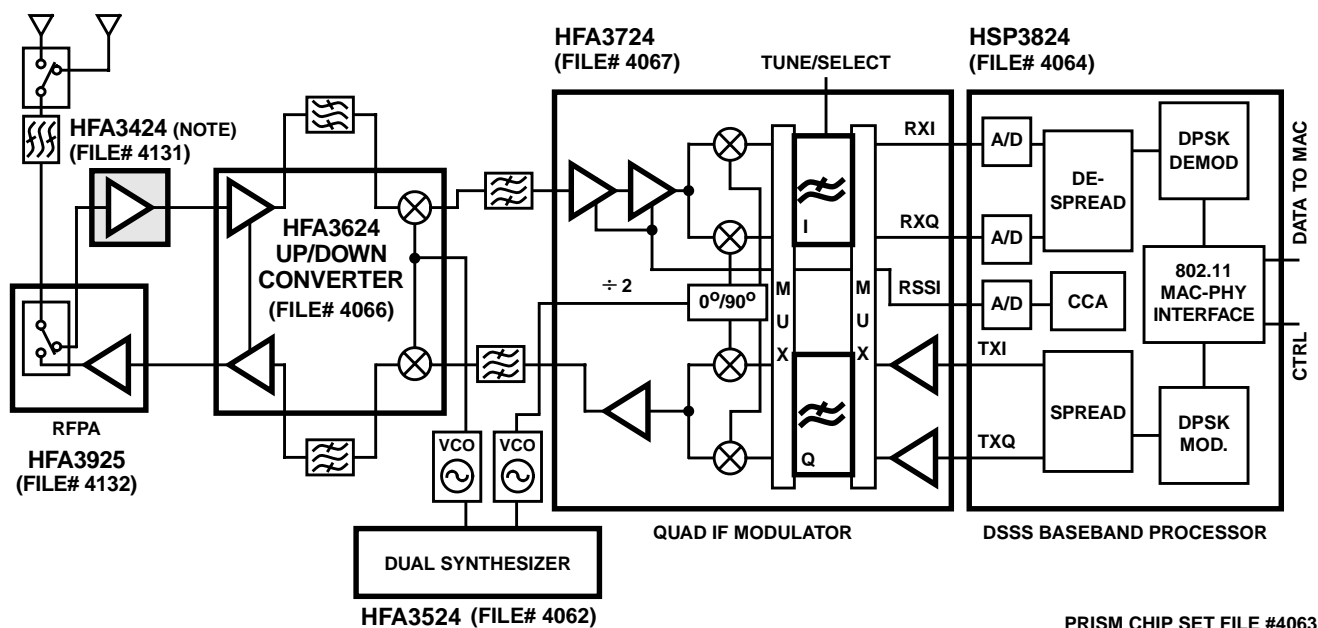 HFA3424 (NOTE)
(FILE# 4131)
HFA3624
UP/DOWN
CONVERTER
(FILE# 4066)
RFPA
HFA3925
(FILE# 4132)
VCO
VCO
DUAL SYNTHESIZER
HFA3524 (FILE# 4062)
HFA3724
(FILE# 4067)
TUNE/SELECT
÷ 2
0°/90°
M
U
X
I
Q
M
U
X
QUAD IF MODULATOR
RXI
RXQ
RSSI
TXI
TXQ
HSP3824
(FILE# 4064)
A/D
A/D
A/D
DE-
SPREAD
CCA
SPREAD
DPSK
DEMOD
802.11
MAC-PHY
INTERFACE
DPSK
MOD.
DATA TO MAC
CTRL
DSSS BASEBAND PROCESSOR
PRISM CHIP SET FILE #4063